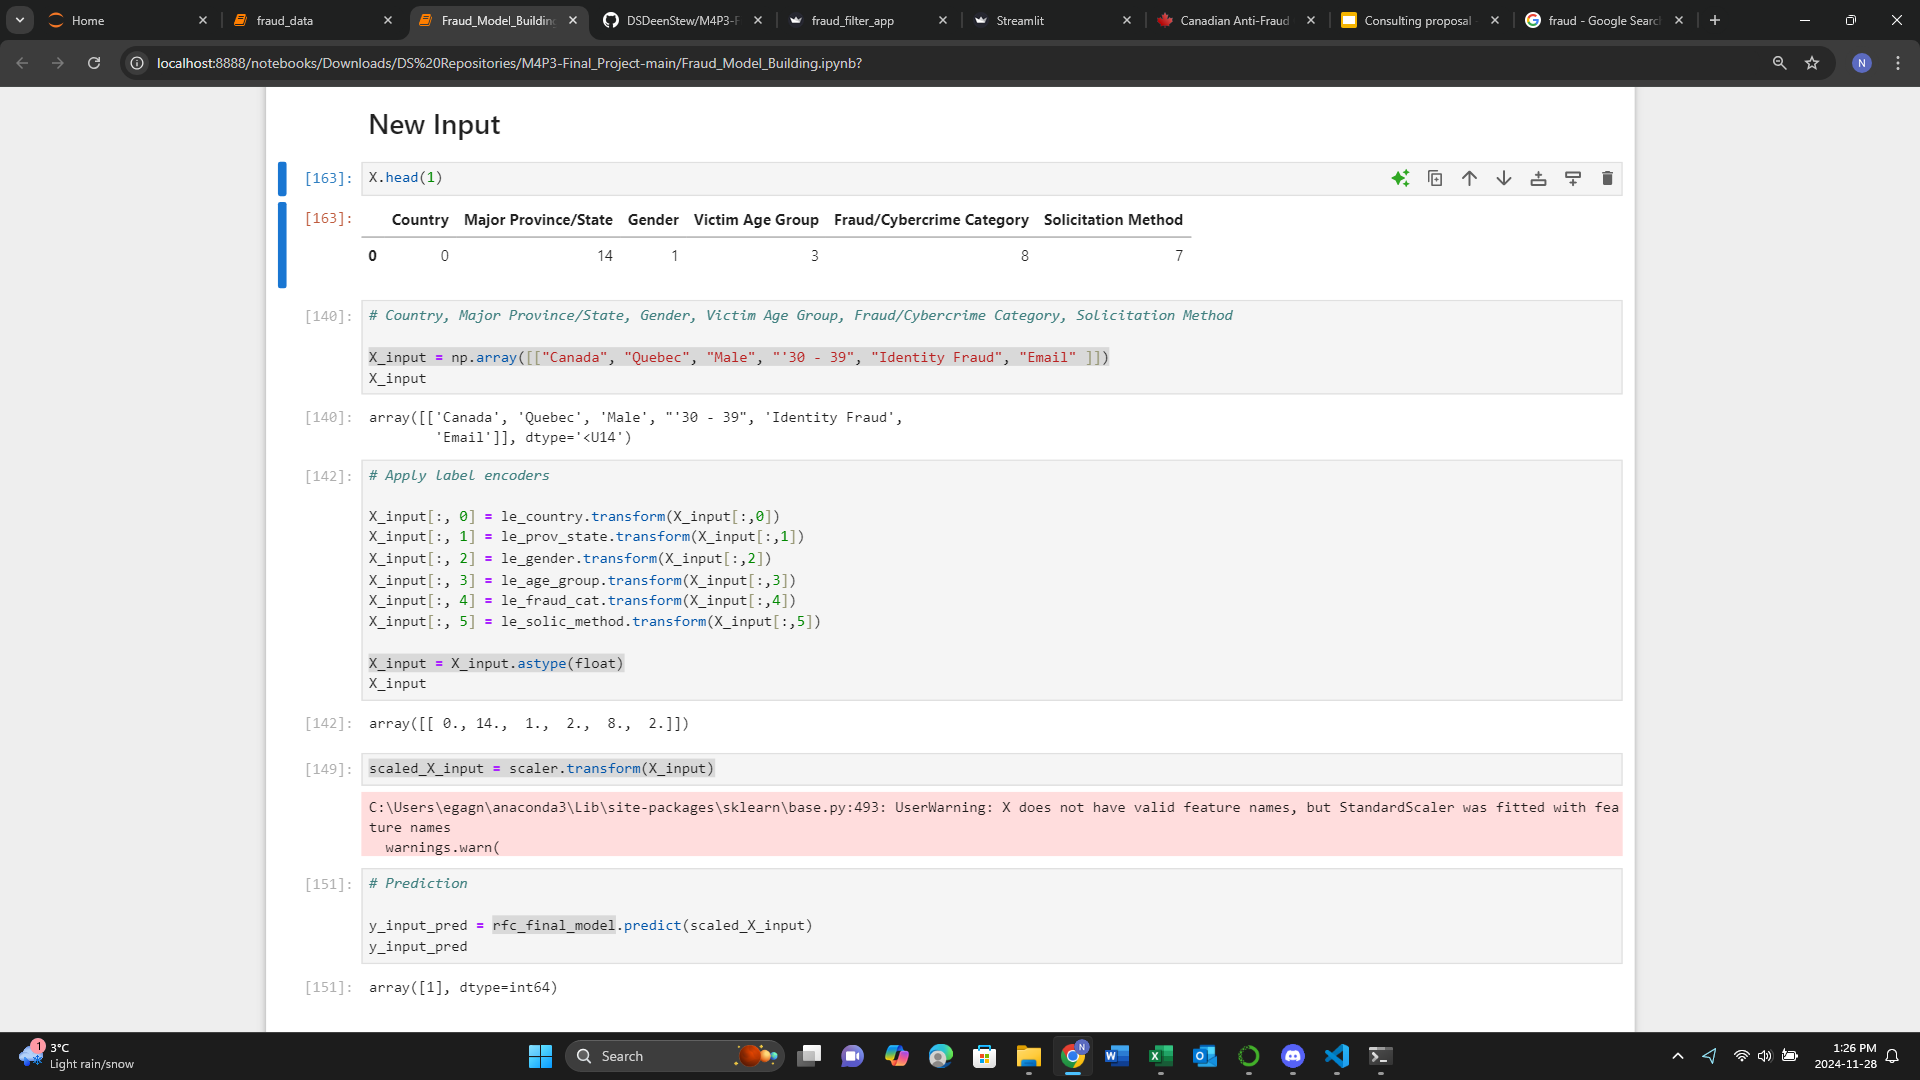 Home
fraud_data
Fraud_Model_Building
DSDeenStew/M4P3-F
fraud_filter_app
Streamlit
Canadian Anti-Fraud
Consulting proposal
fraud - Google Searc
localhost:8888/notebooks/Downloads/DS%20Repositories/M4P3-Final_Project-main/Fraud_Model_Building.ipynb?
N
New Input
[163]: X.head(1)
[163]: Country Major Province/State Gender Victim Age Group Fraud/Cybercrime Category Solicitation Method
0 0 14 1 3 8 7
[140]: # Country, Major Province/State, Gender, Victim Age Group, Fraud/Cybercrime Category, Solicitation Method
X_input = np.array([["Canada", "Quebec", "Male", "'30 - 39", "Identity Fraud", "Email" ]])
X_input
[140]: array([['Canada', 'Quebec', 'Male', "'30 - 39", 'Identity Fraud',
'Email']], dtype='<U14')
[142]: # Apply label encoders
X_input[:, 0] = le_country.transform(X_input[:,0])
X_input[:, 1] = le_prov_state.transform(X_input[:,1])
X_input[:, 2] = le_gender.transform(X_input[:,2])
X_input[:, 3] = le_age_group.transform(X_input[:,3])
X_input[:, 4] = le_fraud_cat.transform(X_input[:,4])
X_input[:, 5] = le_solic_method.transform(X_input[:,5])
X_input = X_input.astype(float)
X_input
[142]: array([[ 0., 14.,  1.,  2.,  8.,  2.]])
[149]: scaled_X_input = scaler.transform(X_input)
C:\Users\egagn\anaconda3\Lib\site-packages\sklearn\base.py:493: UserWarning: X does not have valid feature names, but StandardScaler was fitted with fea
ture names
warnings.warn(
[151]: # Prediction
y_input_pred = rfc_final_model.predict(scaled_X_input)
y_input_pred
[151]: array([1], dtype=int64)
1
3°C
Light rain/snow
Search
N
1:26 PM
2024-11-28